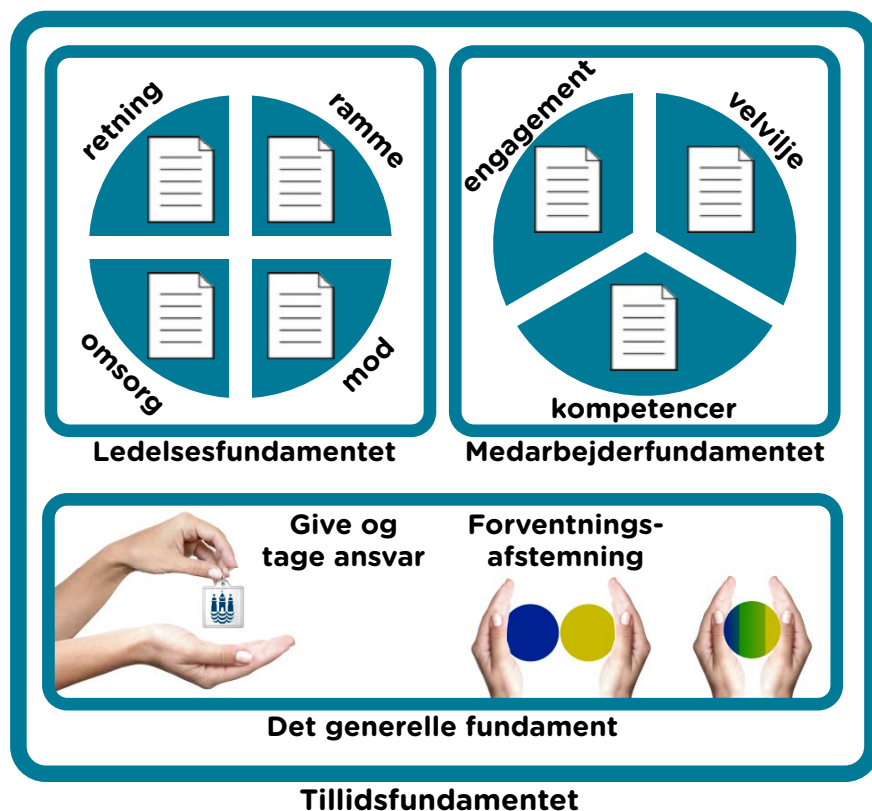 retning
ramme
omsorg
mod
Ledelsesfundamentet
engagement
velvilje
kompetencer
Medarbejderfundamentet
Give og
tage ansvar
Forventnings-
afstemning
Det generelle fundament
Tillidsfundamentet